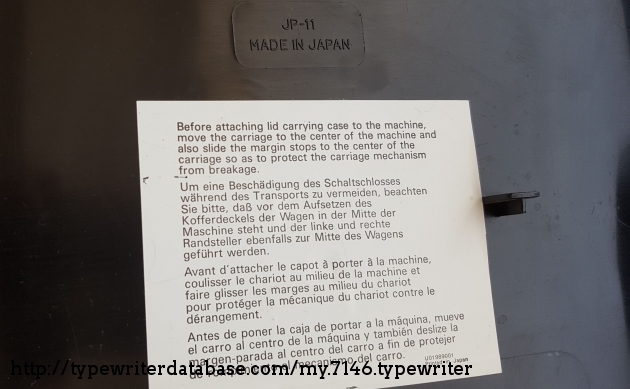 JP-11
MADE IN JAPAN
Before attaching lid carrying case to the machine,
move the carriage to the center of the machine and
also slide the margin stops to the center of the
carriage so as to protect the carriage mechanism
from breakage.
Um eine Beschädigung des Schaltschlosses
während des Transports zu vermeiden, beachten
Sie bitte, daß vor dem Aufsetzen des
Kofferdeckels der Wagen in der Mitte der
Maschine steht und der linke und rechte
Randsteller ebenfalls zur Mitte des Wagens
geführt werden.
Avant d'attacher le capot à porter à la machine,
coulisser le chariot au milieu de la machine et
faire glisser les marges au milieu du chariot
pour protéger la mécanique du chariot contre le
dérangement.
Antes de poner la caja de portar a la máquina, mueve
el carro al centro de la máquina y también deslize la
margen-parada al centro del carro a fin de protejer
de rompimiento el mecanismo del carro.
U01989001
Printed in Japan
http://typewriterdatabase.com/my.7146.typewriter